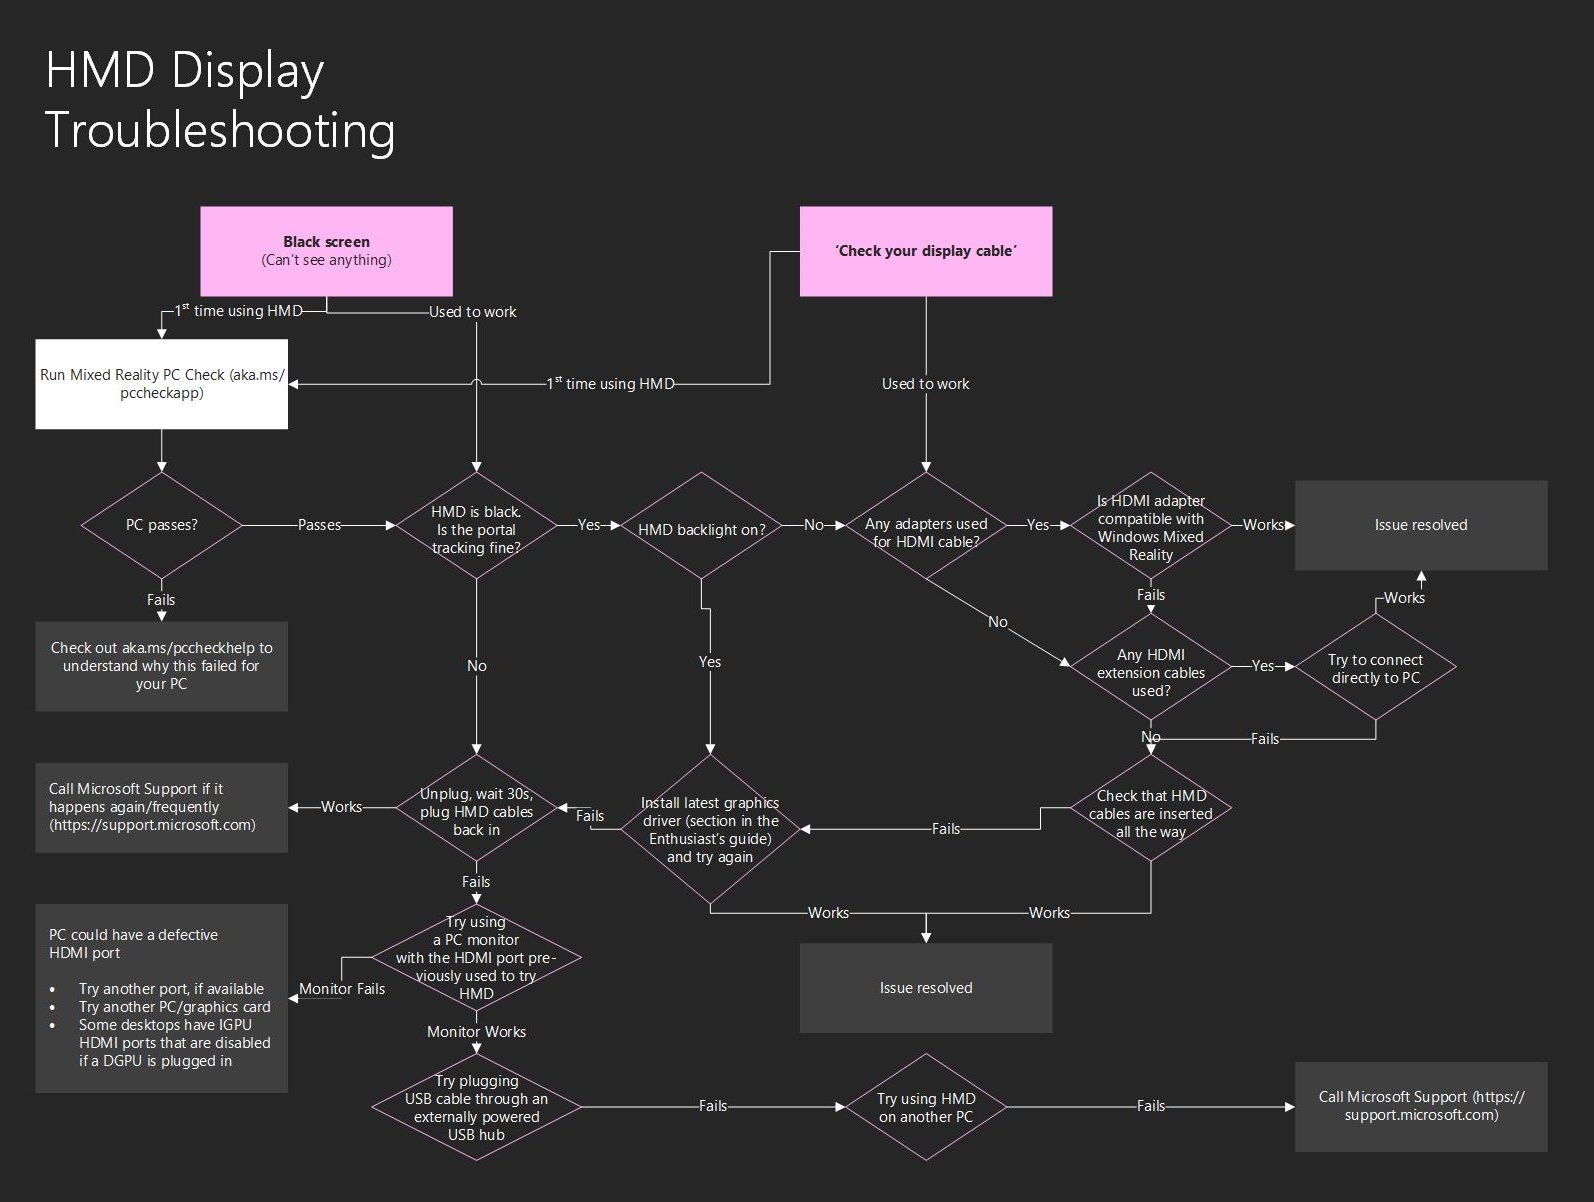 HMD Display
Troubleshooting
Black screen
(Can't see anything)
'Check your display cable'
1st time using HMD
Used to work
Run Mixed Reality PC Check (aka.ms/
pccheckapp)
1st time using HMD
Used to work
PC passes?
Passes
HMD is black.
Is the portal
tracking fine?
Yes
HMD backlight on?
No
Any adapters used
for HDMI cable?
Yes
Is HDMI adapter
compatible with
Windows Mixed
Reality
Works
Issue resolved
Fails
Fails
Works
Check out aka.ms/pccheckhelp to
understand why this failed for
your PC
No
Yes
No
Any HDMI
extension cables
used?
Yes
Try to connect
directly to PC
No
Fails
Call Microsoft Support if it
happens again/frequently
(https://support.microsoft.com)
Works
Unplug, wait 30s,
plug HMD cables
back in
Fails
Install latest graphics
driver (section in the
Enthusiast's guide)
and try again
Fails
Check that HMD
cables are inserted
all the way
Fails
Works
Works
PC could have a defective
HDMI port
• Try another port, if available
• Try another PC/graphics card
• Some desktops have IGPU
HDMI ports that are disabled
if a DGPU is plugged in
Monitor Fails
Try using
a PC monitor
with the HDMI port pre-
viously used to try
HMD
Issue resolved
Monitor Works
Try plugging
USB cable through an
externally powered
USB hub
Fails
Try using HMD
on another PC
Fails
Call Microsoft Support (https://
support.microsoft.com)